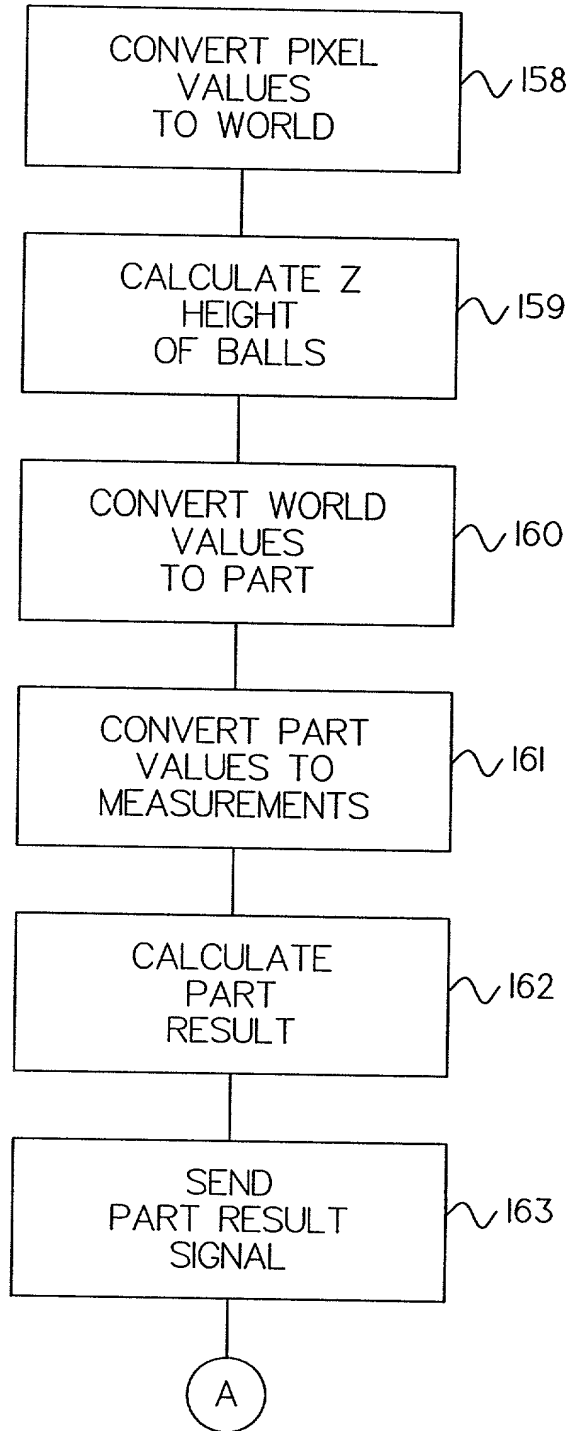 CONVERT PIXEL
VALUES
TO WORLD
158
CALCULATE Z
HEIGHT
OF BALLS
159
CONVERT WORLD
VALUES
TO PART
160
CONVERT PART
VALUES TO
MEASUREMENTS
161
CALCULATE
PART
RESULT
162
SEND
PART RESULT
SIGNAL
163
A